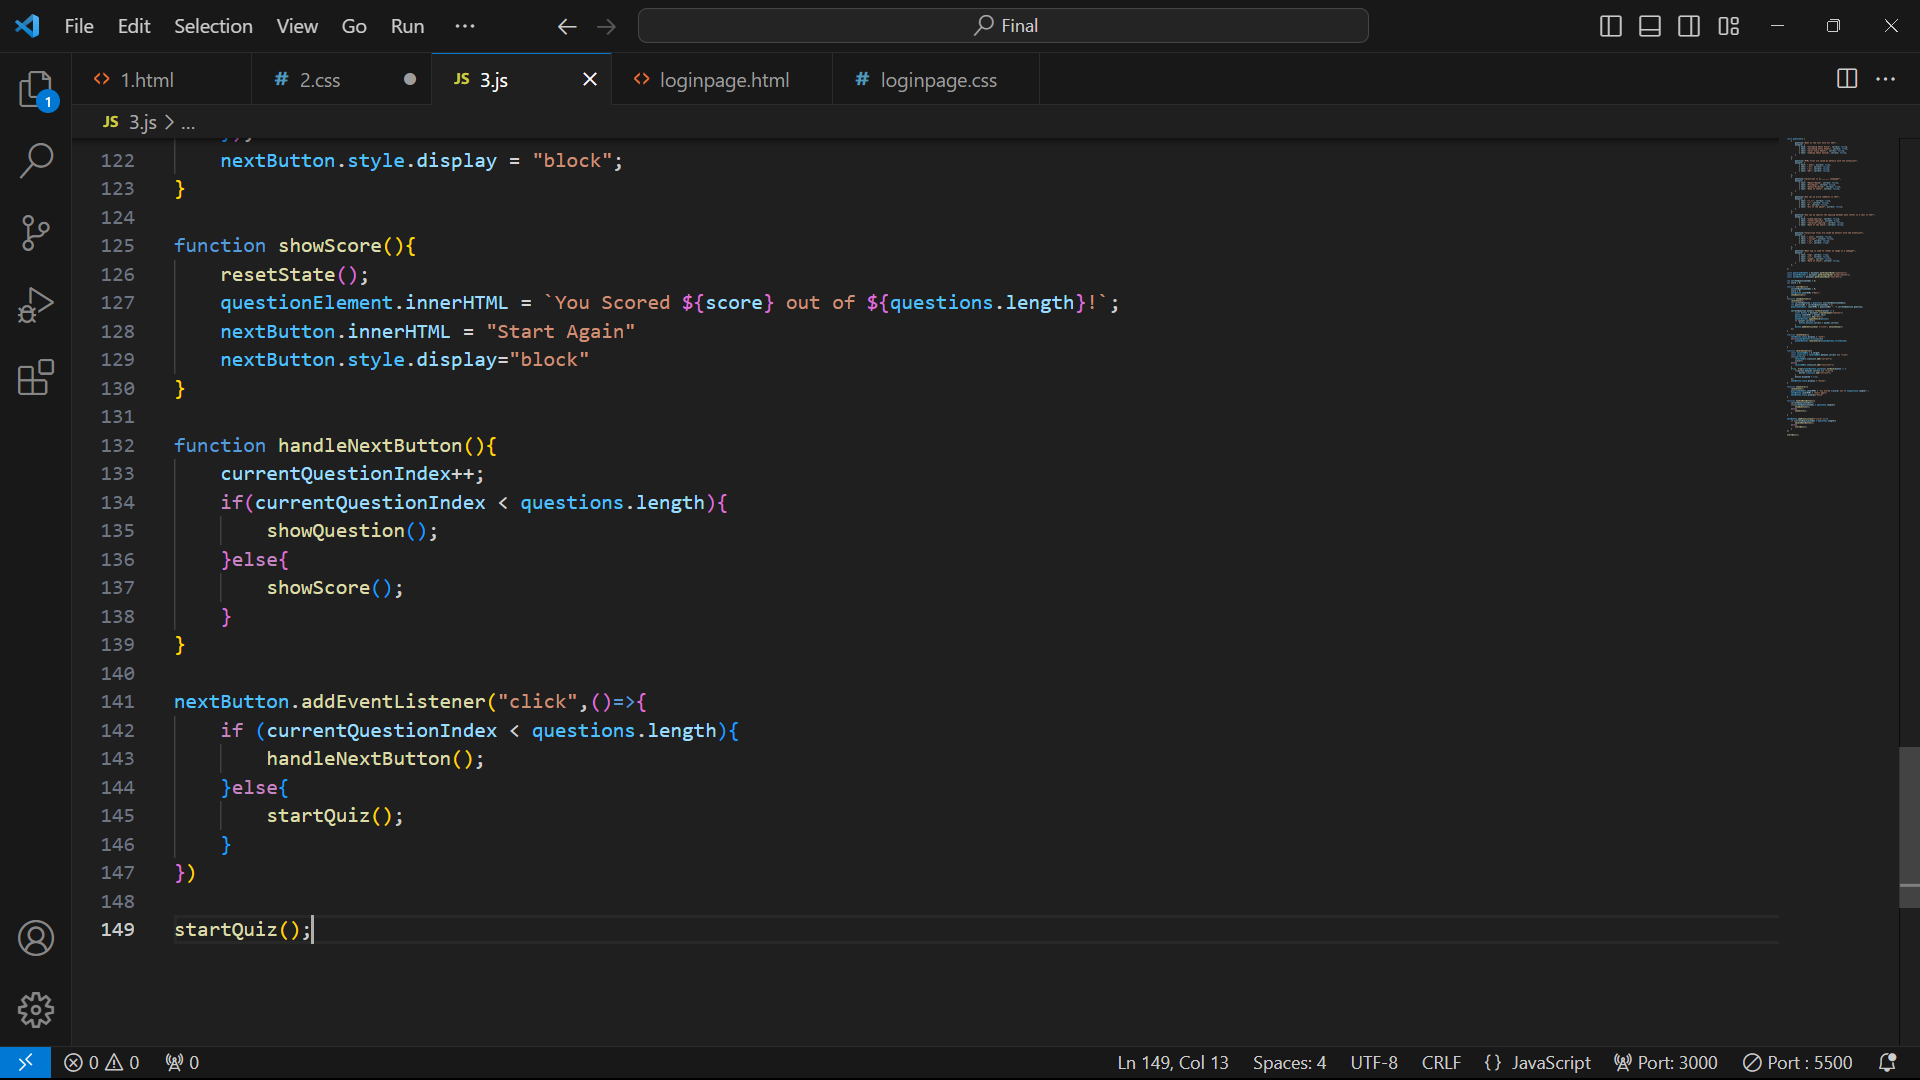 File Edit Selection View Go Run ...
Final
1.html
# 2.css
JS 3.js
loginpage.html
# loginpage.css
1
JS 3.js > ...
122 nextButton.style.display = "block";
123 }
124
125 function showScore(){
126 resetState();
127 questionElement.innerHTML = `You Scored ${score} out of ${questions.length}!`;
128 nextButton.innerHTML = "Start Again"
129 nextButton.style.display="block"
130 }
131
132 function handleNextButton(){
133 currentQuestionIndex++;
134 if(currentQuestionIndex < questions.length){
135 showQuestion();
136 }else{
137 showScore();
138 }
139 }
140
141 nextButton.addEventListener("click",()=>{
142 if (currentQuestionIndex < questions.length){
143 handleNextButton();
144 }else{
145 startQuiz();
146 }
147 })
148
149 startQuiz();
0 0 0 Ln 149, Col 13 Spaces: 4 UTF-8 CRLF {} JavaScript Port: 3000 Port : 5500